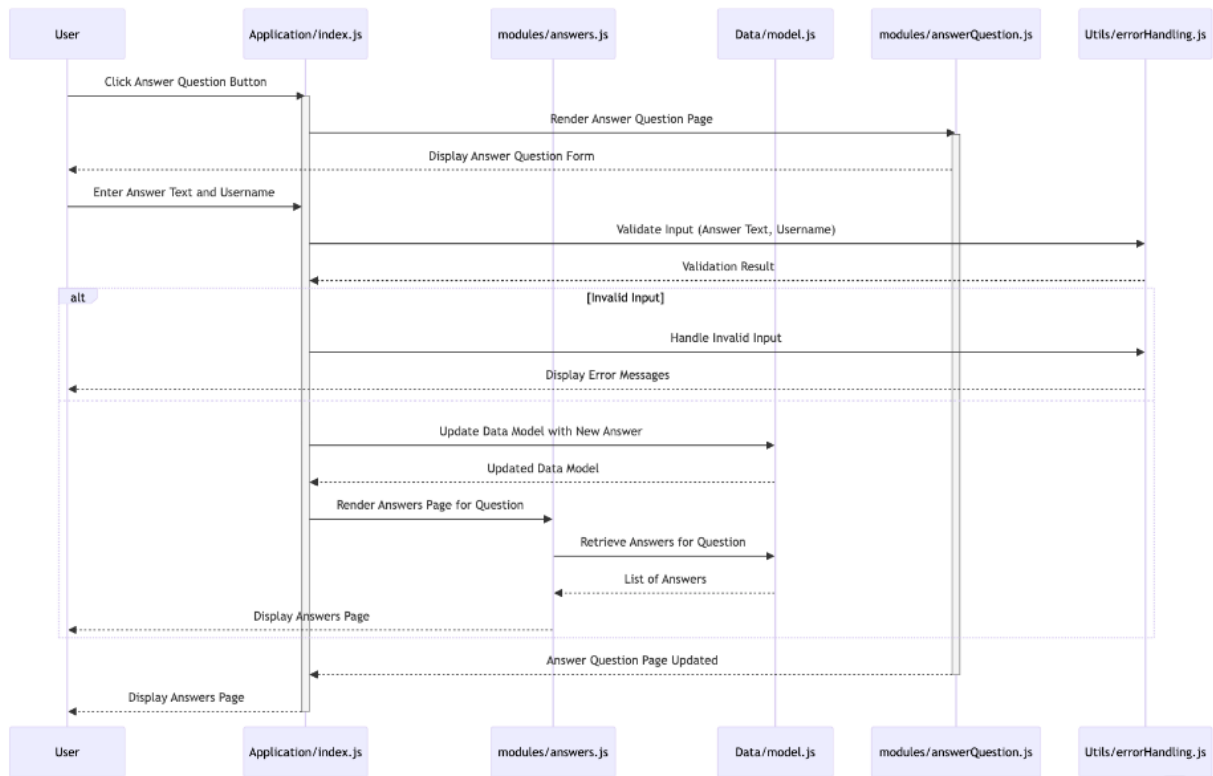 User
Application/index.js
modules/answers.js
Data/model.js
modules/answerQuestion.js
Utils/errorHandling.js
Click Answer Question Button
Render Answer Question Page
Display Answer Question Form
Enter Answer Text and Username
Validate Input (Answer Text, Username)
Validation Result
alt
[Invalid Input]
Handle Invalid Input
Display Error Messages
Update Data Model with New Answer
Updated Data Model
Render Answers Page for Question
Retrieve Answers for Question
List of Answers
Display Answers Page
Answer Question Page Updated
Display Answers Page
User
Application/index.js
modules/answers.js
Data/model.js
modules/answerQuestion.js
Utils/errorHandling.js